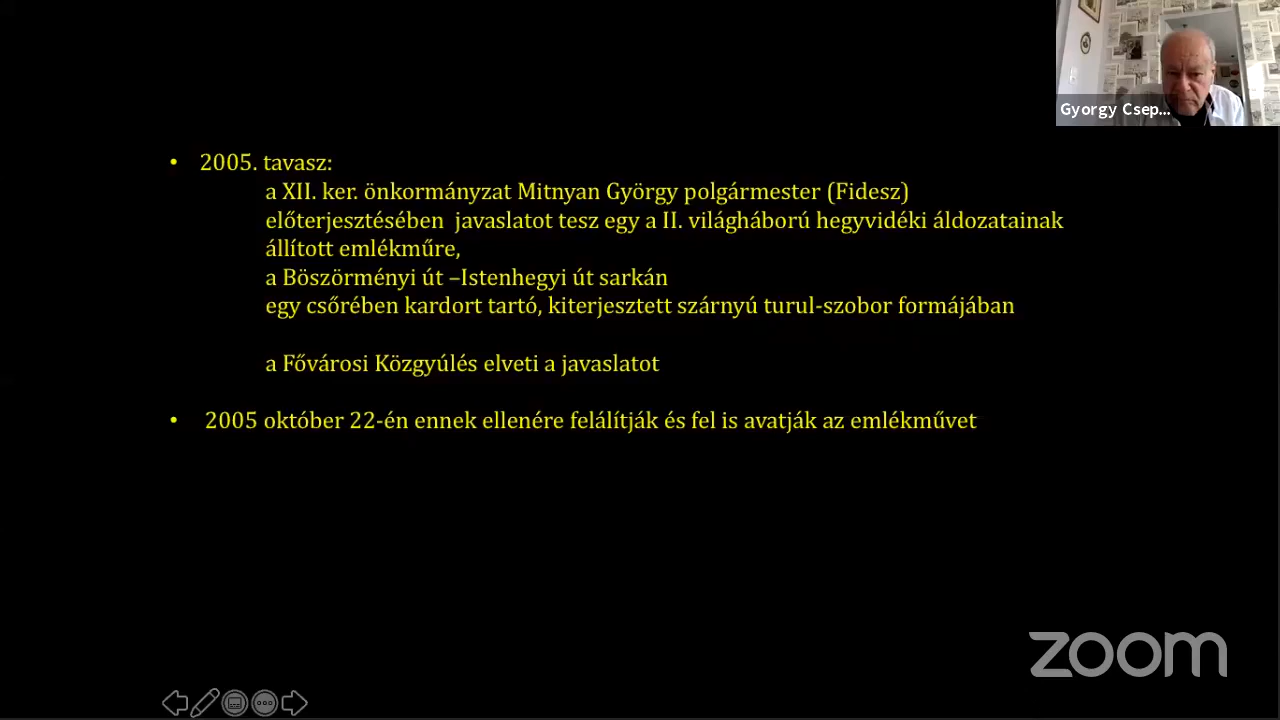 Gyorgy Csep...
• 2005. tavasz:
a XII. ker. önkormányzat Mitnyan György polgármester (Fidesz)
előterjesztésében javaslatot tesz egy a II. világháború hegyvidéki áldozatainak
állított emlékműre,
a Böszörményi út –Istenhegyi út sarkán
egy csőrében kardort tartó, kiterjesztett szárnyú turul-szobor formájában
a Fővárosi Közgyúlés elveti a javaslatot
• 2005 október 22-én ennek ellenére felálítják és fel is avatják az emlékművet
zoom